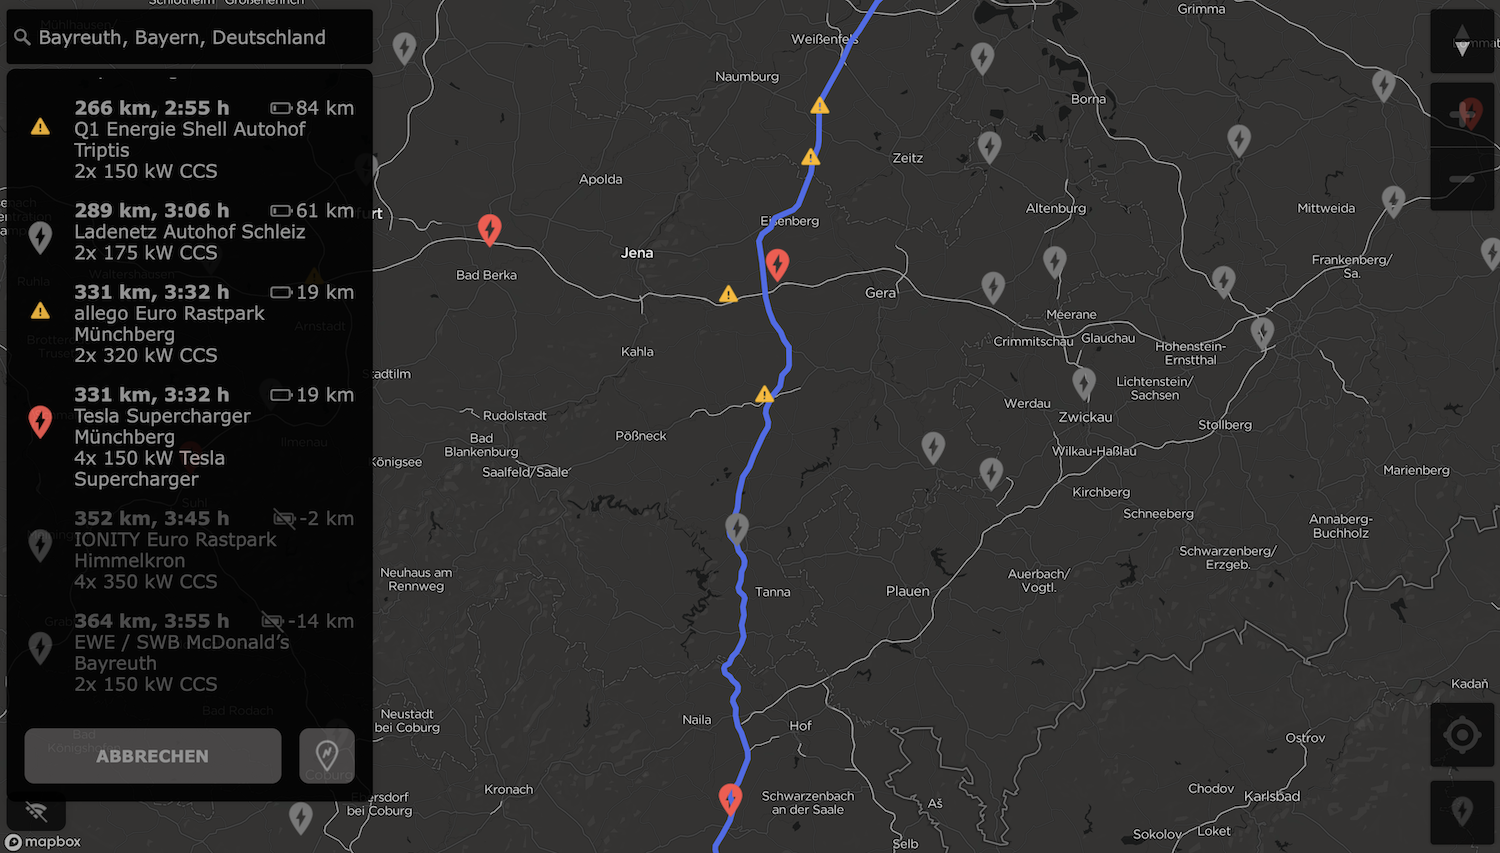 Bayreuth, Bayern, Deutschland
266 km, 2:55 h 84 km
Q1 Energie Shell Autohof
Triptis
2x 150 kW CCS
289 km, 3:06 h 61 km
Ladenetz Autohof Schleiz
2x 175 kW CCS
331 km, 3:32 h 19 km
allego Euro Rastpark
Münchberg
2x 320 kW CCS
331 km, 3:32 h 19 km
Tesla Supercharger
Münchberg
4x 150 kW Tesla
Supercharger
352 km, 3:45 h -2 km
IONITY Euro Rastpark
Himmelkron
4x 350 kW CCS
364 km, 3:55 h -14 km
EWE / SWB McDonald’s
Bayreuth
2x 150 kW CCS
ABBRECHEN
Coburg
mapbox
Weißenfels
Grimma
Naumburg
Borna
Zeitz
Apolda
Altenburg
Mittweida
Eisenberg
Jena
Bad Berka
Gera
Frankenberg/
Sa.
Meerane
Crimmitschau
Glauchau
Hohenstein-
Ernstthal
Kahla
Lichtenstein/
Sachsen
Werdau
Zwickau
Stollberg
Rudolstadt
Pößneck
Bad
Blankenburg
Saalfeld/Saale
Königsee
Wilkau-Haßlau
Marienberg
Kirchberg
Schneeberg
Annaberg-
Buchholz
Schwarzenberg/
Erzgeb.
Neuhaus am
Rennweg
Tanna
Plauen
Auerbach/
Vogtl.
Kadaň
Naila
Hof
Neustadt
bei Coburg
Ostrov
Kronach
Schwarzenbach
an der Saale
Aš
Chodov
Karlsbad
Ebersdorf
bei Coburg
Sokolov
Loket
Selb
Arnstadt
Ilmenau
Suhl
Waltershausen
Ruhla
Bad Rodach